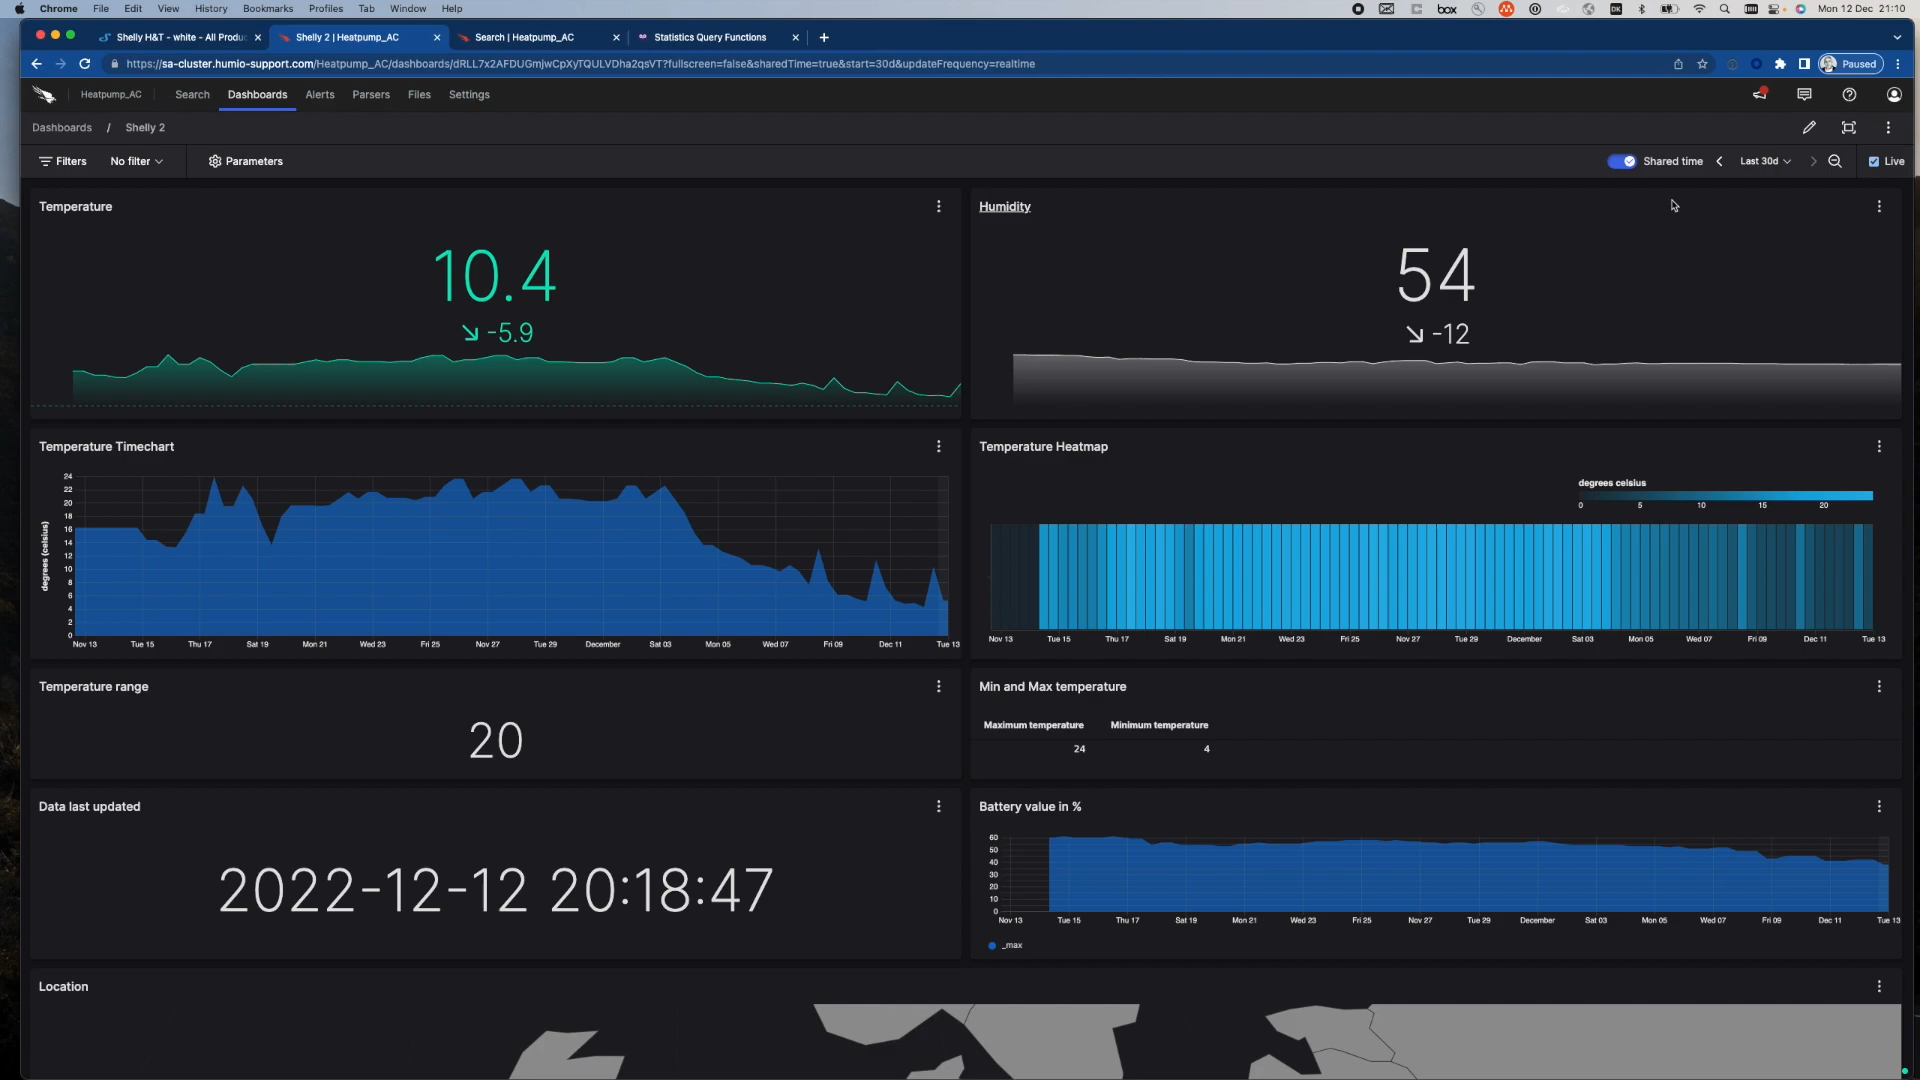 Chrome File Edit View History Bookmarks Profiles Tab Window Help
box DK Mon 12 Dec 21:10
Shelly H&T - white - All Produc
Shelly 2 | Heatpump_AC
Search | Heatpump_AC
Statistics Query Functions
https://sa-cluster.humio-support.com/Heatpump_AC/dashboards/dRLL7x2AFDUGmjwCpXyTQULVDha2qsVT?fullscreen=false&sharedTime=true&start=30d&updateFrequency=realtime
Paused
Heatpump_AC Search Dashboards Alerts Parsers Files Settings
Dashboards / Shelly 2
Filters No filter Parameters Shared time Last 30d Live
Temperature
10.4
-5.9
Humidity
54
-12
Temperature Timechart
degrees (celsius)
24
22
20
18
16
14
12
10
8
6
4
2
0
Nov 13 Tue 15 Thu 17 Sat 19 Mon 21 Wed 23 Fri 25 Nov 27 Tue 29 December Sat 03 Mon 05 Wed 07 Fri 09 Dec 11 Tue 13
Temperature Heatmap
degrees celsius
0 5 10 15 20
Nov 13 Tue 15 Thu 17 Sat 19 Mon 21 Wed 23 Fri 25 Nov 27 Tue 29 December Sat 03 Mon 05 Wed 07 Fri 09 Dec 11 Tue 13
Temperature range
20
Min and Max temperature
Maximum temperature Minimum temperature
24 4
Data last updated
2022-12-12 20:18:47
Battery value in %
60
50
40
30
20
10
0
Nov 13 Tue 15 Thu 17 Sat 19 Mon 21 Wed 23 Fri 25 Nov 27 Tue 29 December Sat 03 Mon 05 Wed 07 Fri 09 Dec 11 Tue 13
_max
Location